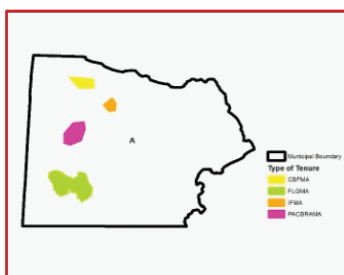 A
Municipal Boundary
Type of Tenure
CBFMA
FLGMA
IFMA
PACBRAMA